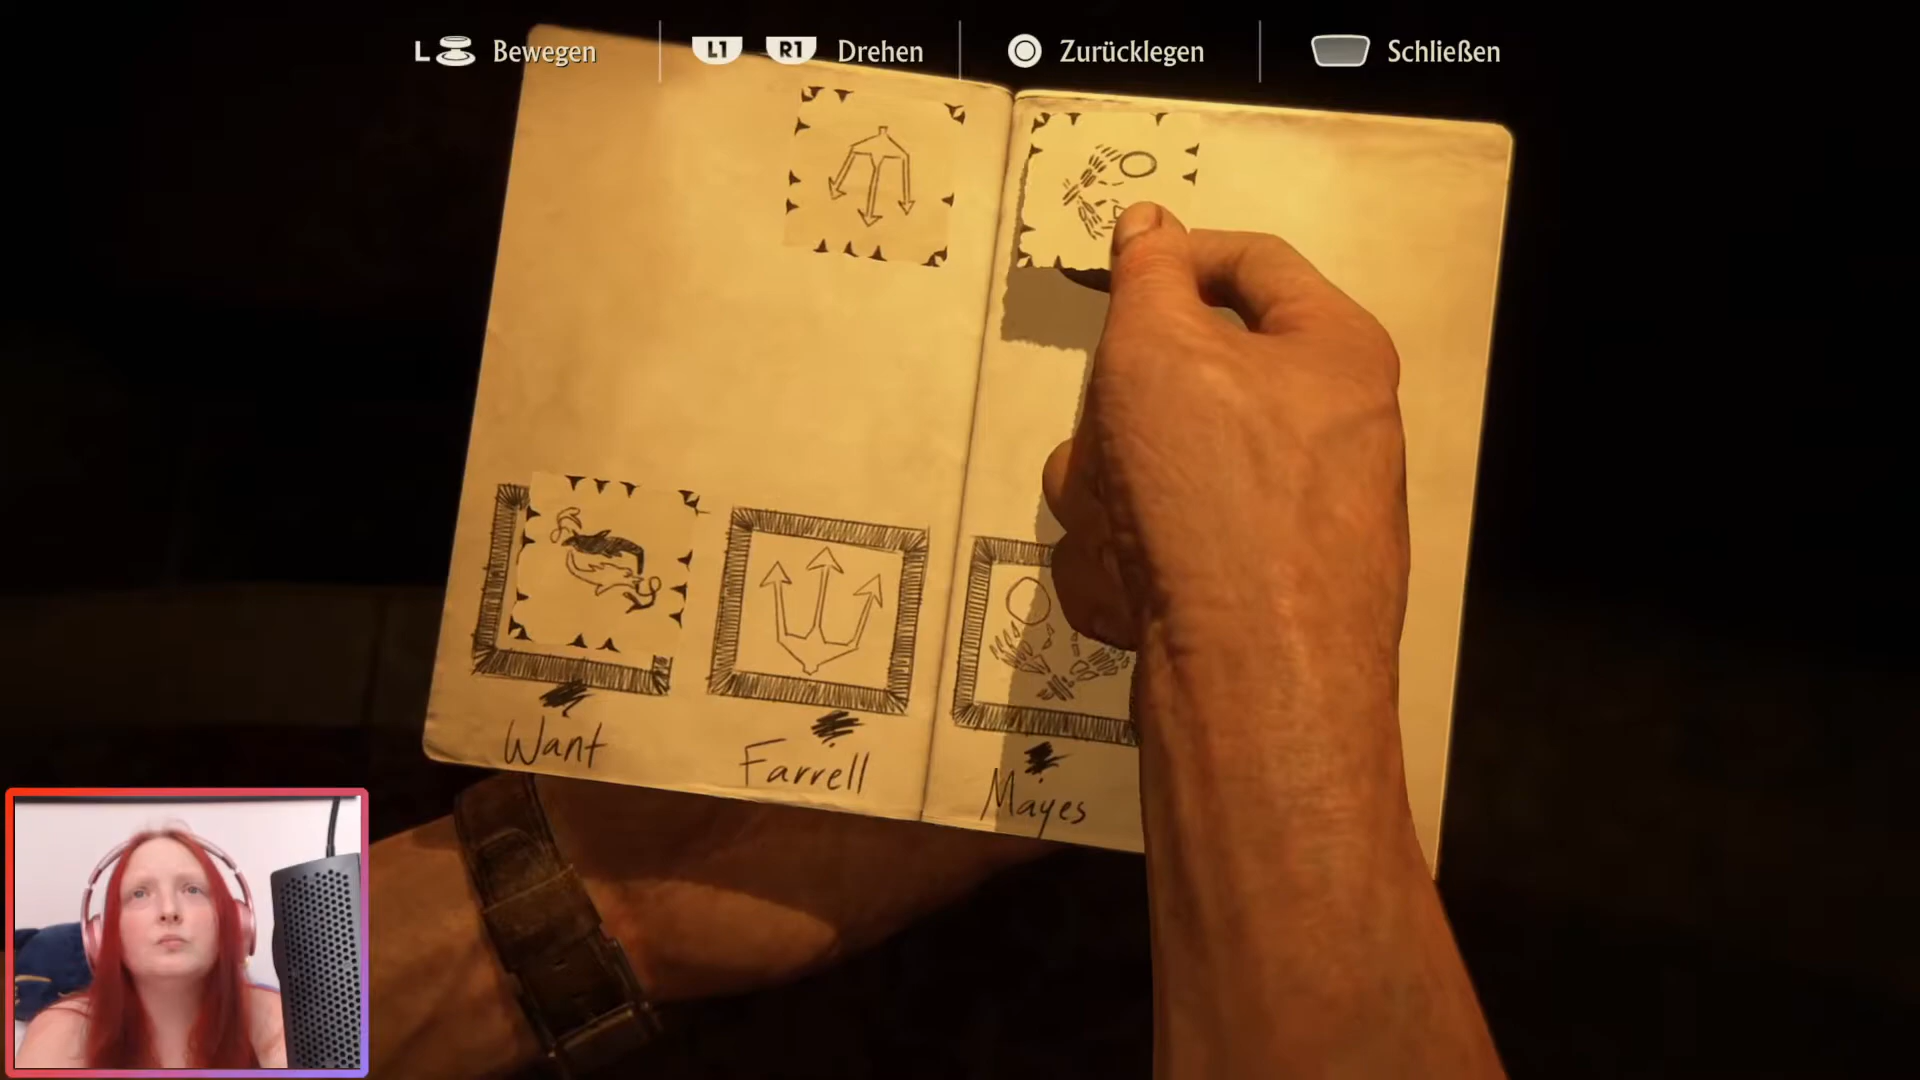 L Bewegen
L1 R1 Drehen
Zurücklegen
Schließen
Want
Farrell
Mayes